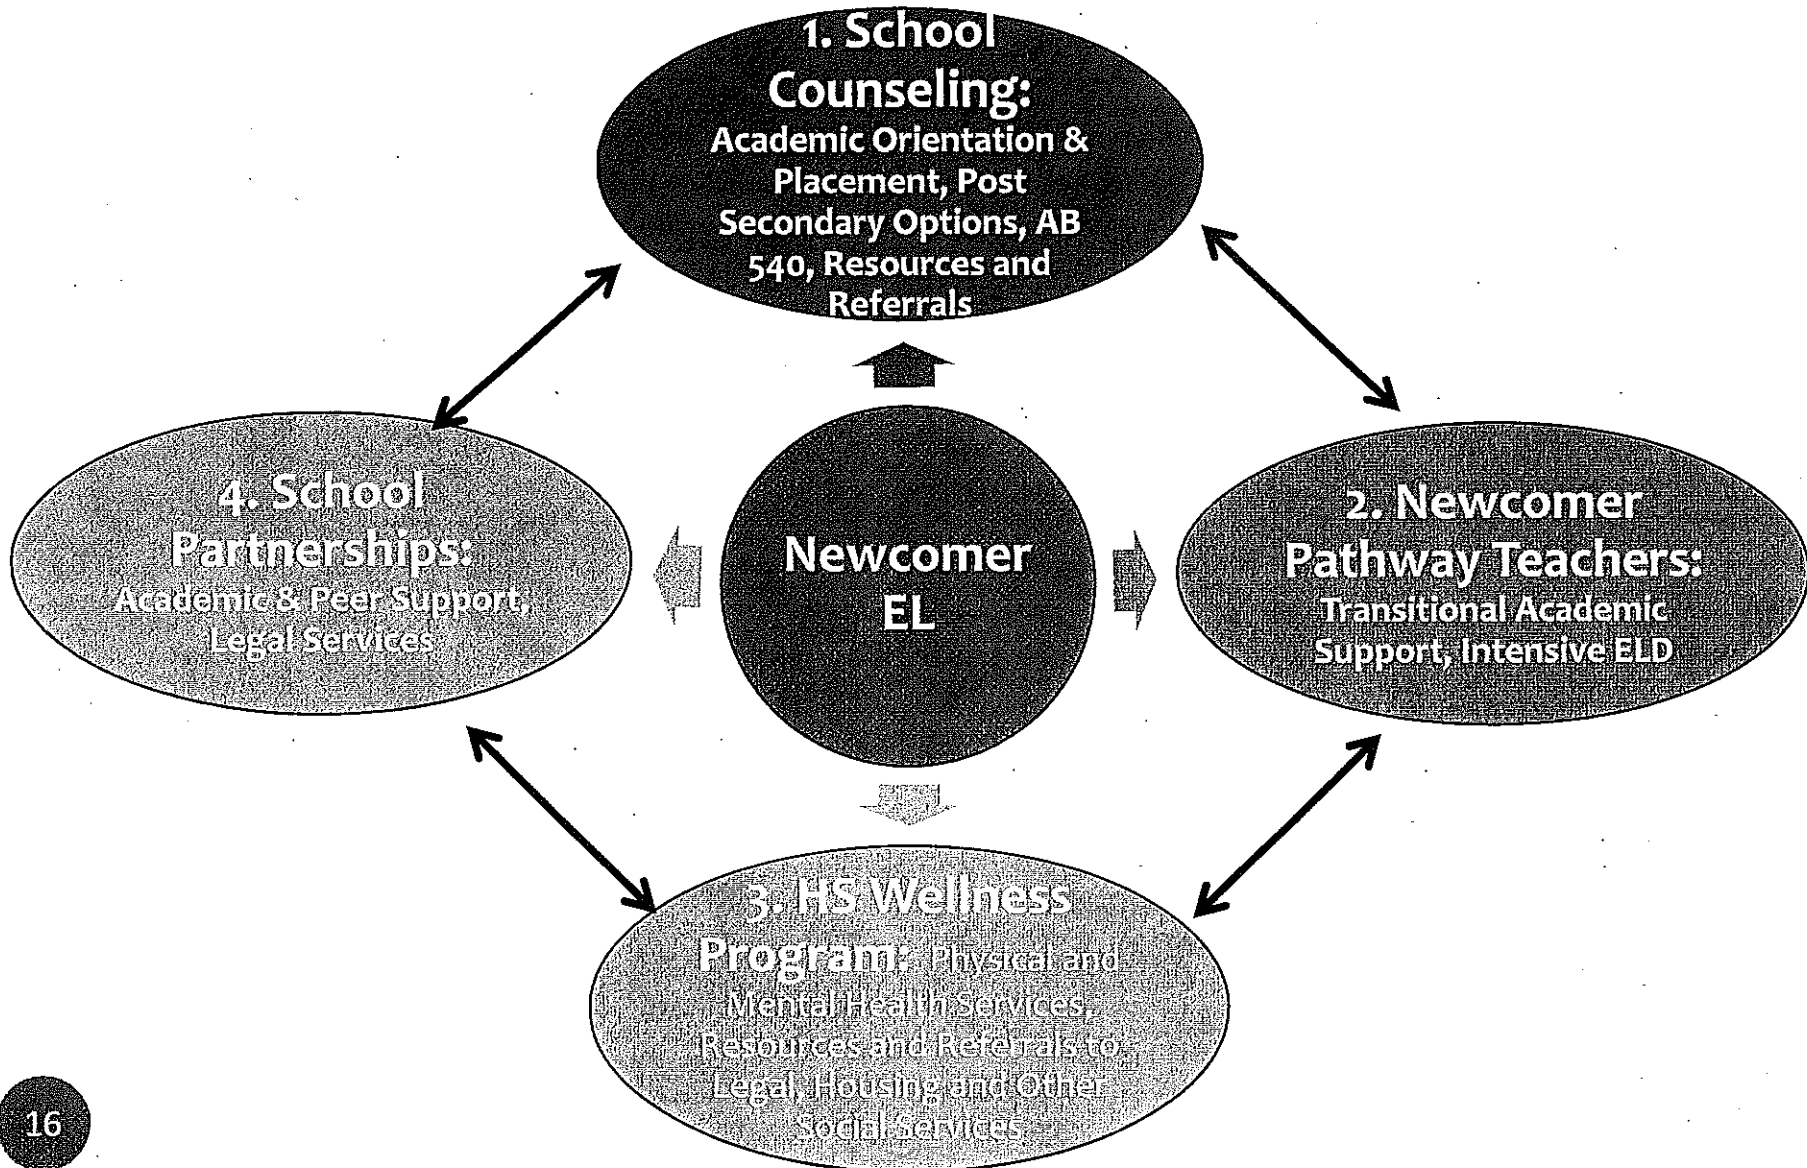 1. School
Counseling:
Academic Orientation &
Placement, Post
Secondary Options, AB
540, Resources and
Referrals
4. School
Partnerships:
Academic & Peer Support,
Legal Services
Newcomer
EL
2. Newcomer
Pathway Teachers:
Transitional Academic
Support, Intensive ELD
3. HS Wellness
Program: Physical and
Mental Health Services,
Resources and Referrals to
Legal, Housing and Other
Social Services
16